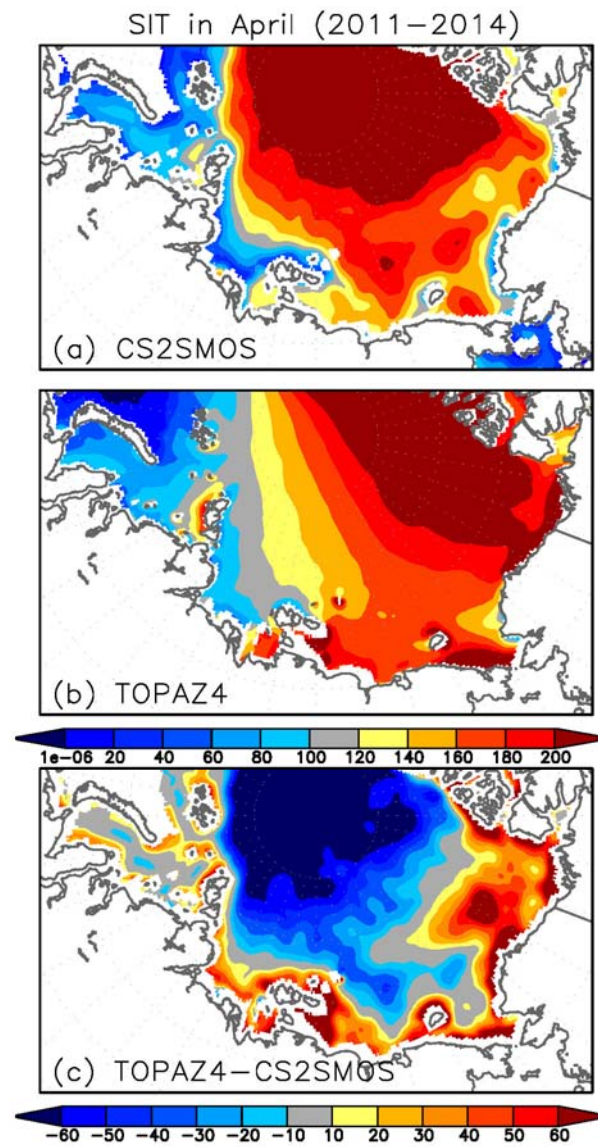 SIT in April (2011−2014)
(a) CS2SMOS
(b) TOPAZ4
1e−06 20 40 60 80 100 120 140 160 180 200
(c) TOPAZ4−CS2SMOS
−60 −40 −30 −20 −10 10 20 30 40 50 60